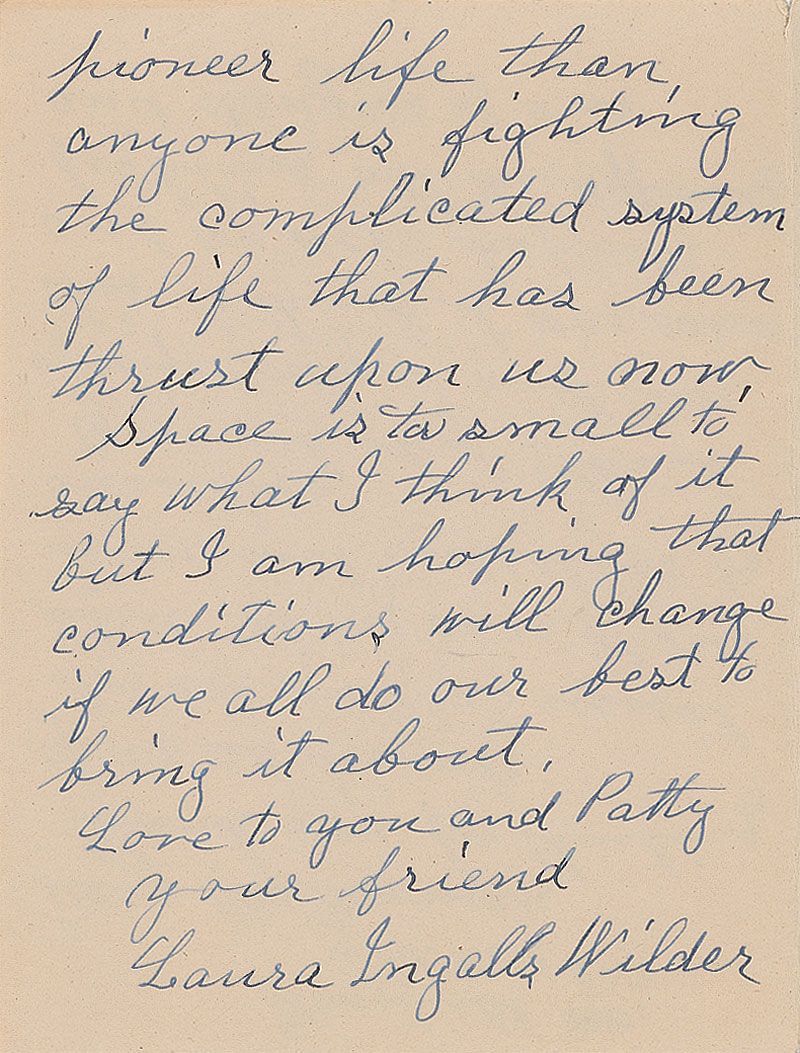 pioneer life than
anyone is fighting
the complicated system
of life that has been
thrust upon us now.
Space is too small to
say what I think of it
but I am hoping that
conditions will change
if we all do our best to
bring it about.
Love to you and Patty
your friend
Laura Ingalls Wilder